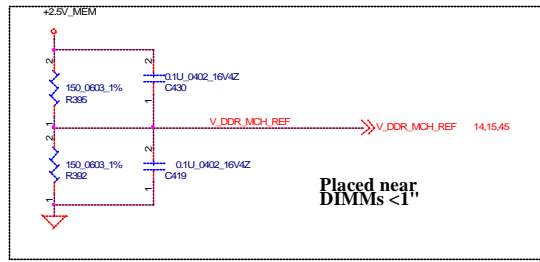 +2.5V_MEM
2
2
150_0603_1%
R395
0.1U_0402_16V4Z
C430
1
1
V_DDR_MCH_REF
V_DDR_MCH_REF
14,15,45
2
2
150_0603_1%
R392
0.1U_0402_16V4Z
C419
1
1
Placed near
DIMMs <1"